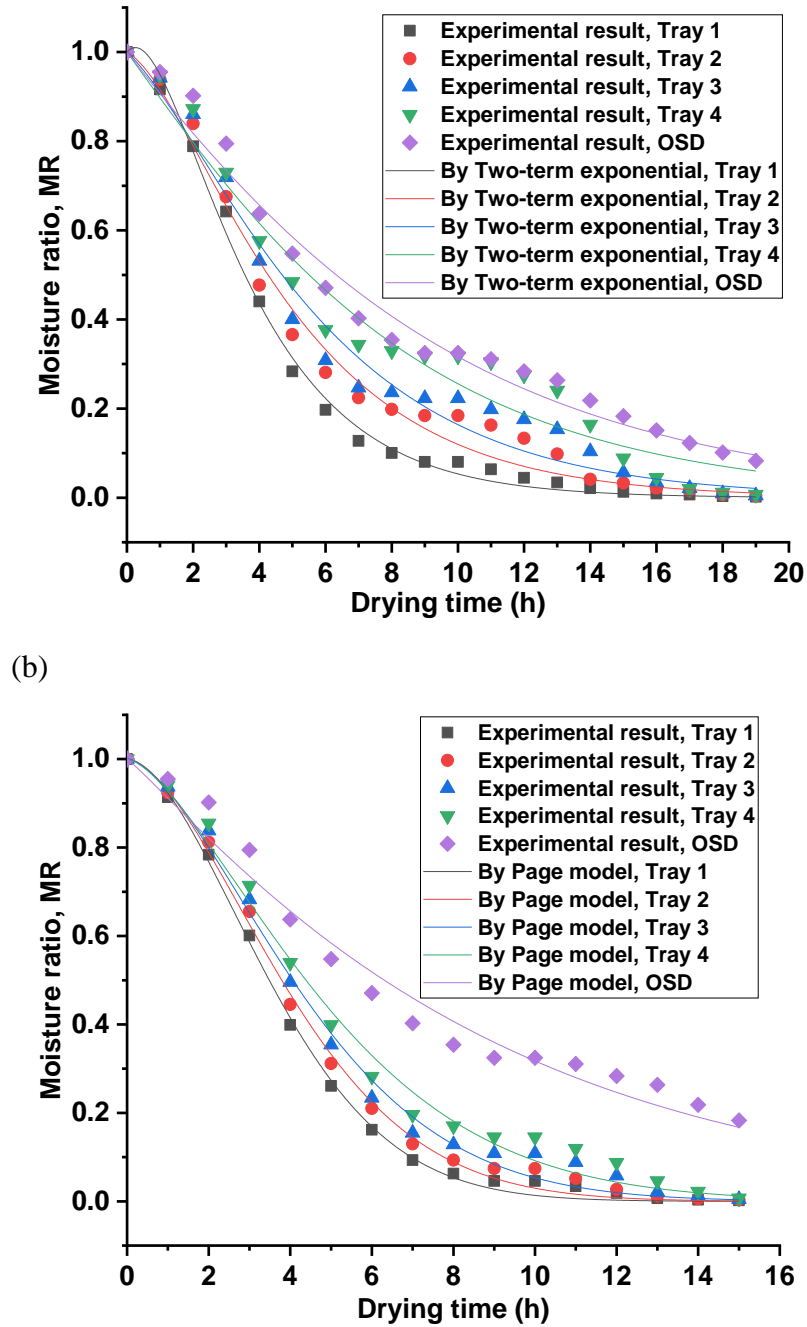 Experimental result, Tray 1
Experimental result, Tray 2
Experimental result, Tray 3
Experimental result, Tray 4
Experimental result, OSD
By Two-term exponential, Tray 1
By Two-term exponential, Tray 2
By Two-term exponential, Tray 3
By Two-term exponential, Tray 4
By Two-term exponential, OSD
Moisture ratio, MR
1.0
0.8
0.6
0.4
0.2
0.0
0 2 4 6 8 10 12 14 16 18 20
Drying time (h)
(b)
Experimental result, Tray 1
Experimental result, Tray 2
Experimental result, Tray 3
Experimental result, Tray 4
Experimental result, OSD
By Page model, Tray 1
By Page model, Tray 2
By Page model, Tray 3
By Page model, Tray 4
By Page model, OSD
Moisture ratio, MR
1.0
0.8
0.6
0.4
0.2
0.0
0 2 4 6 8 10 12 14 16
Drying time (h)